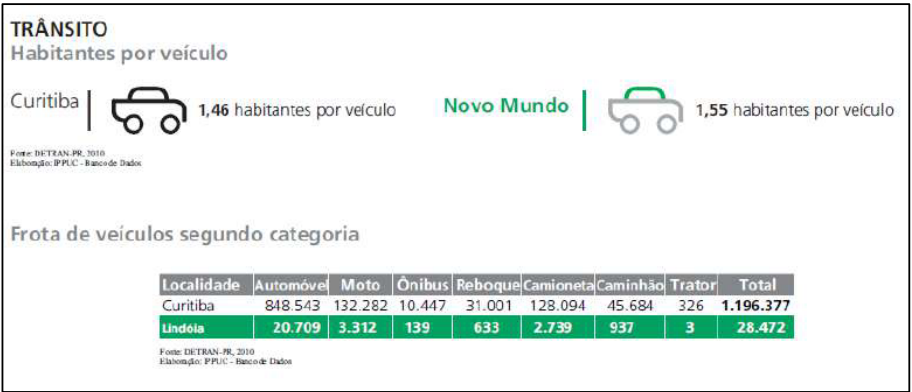 TRÂNSITO
Habitantes por veículo
Curitiba 1,46 habitantes por veículo Novo Mundo 1,55 habitantes por veículo
Fonte: DETRAN-PR, 2010
Elaboração: IPPUC - Banco de Dados
Frota de veículos segundo categoria
Localidade Automóvel Moto Ônibus Reboque Camioneta Caminhão Trator Total
Curitiba 848.543 132.282 10.447 31.001 128.094 45.684 326 1.196.377
Lindóia 20.709 3.312 139 633 2.739 937 3 28.472
Fonte: DETRAN-PR, 2010
Elaboração: IPPUC - Banco de Dados